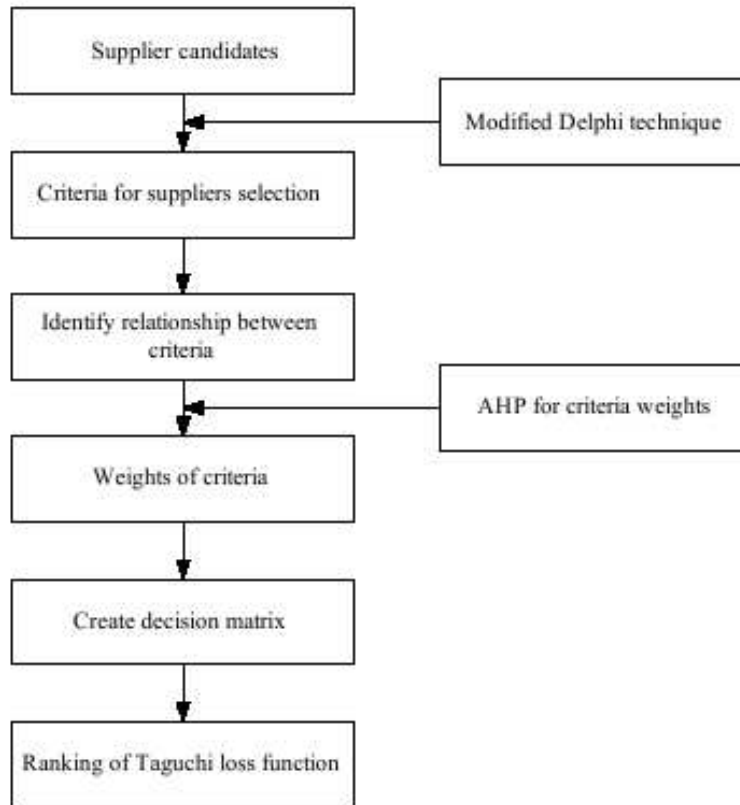 Supplier candidates
Modified Delphi technique
Criteria for suppliers selection
Identify relationship between
criteria
AHP for criteria weights
Weights of criteria
Create decision matrix
Ranking of Taguchi loss function